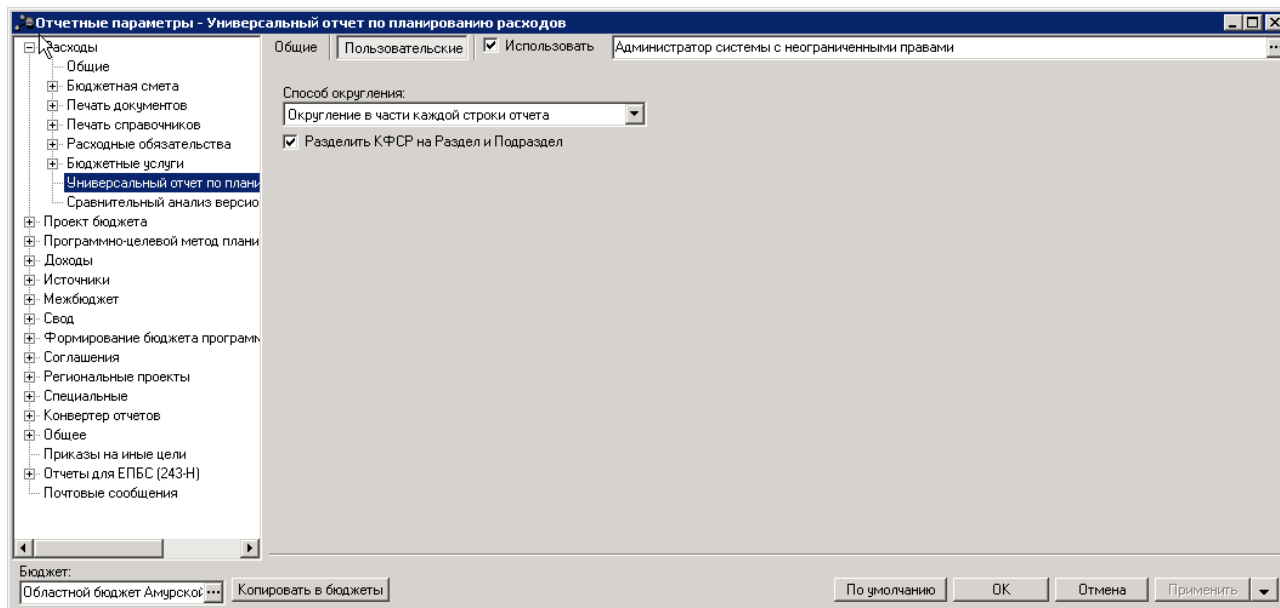 Отчетные параметры - Универсальный отчет по планированию расходов
Расходы
Общие
Бюджетная смета
Печать документов
Печать справочников
Расходные обязательства
Бюджетные услуги
Универсальный отчет по плани
Сравнительный анализ версио
Проект бюджета
Программно-целевой метод плани
Доходы
Источники
Межбюджет
Свод
Формирование бюджета програм
Соглашения
Региональные проекты
Специальные
Конвертер отчетов
Общее
Приказы на иные цели
Отчеты для ЕПБС (243-Н)
Почтовые сообщения
Общие Пользовательские Использовать Администратор системы с неограниченными правами ...
Способ округления:
Округление в части каждой строки отчета
Разделить КФСР на Раздел и Подраздел
Бюджет:
Областной бюджет Амурской ... Копировать в бюджеты По умолчанию OK Отмена Применить